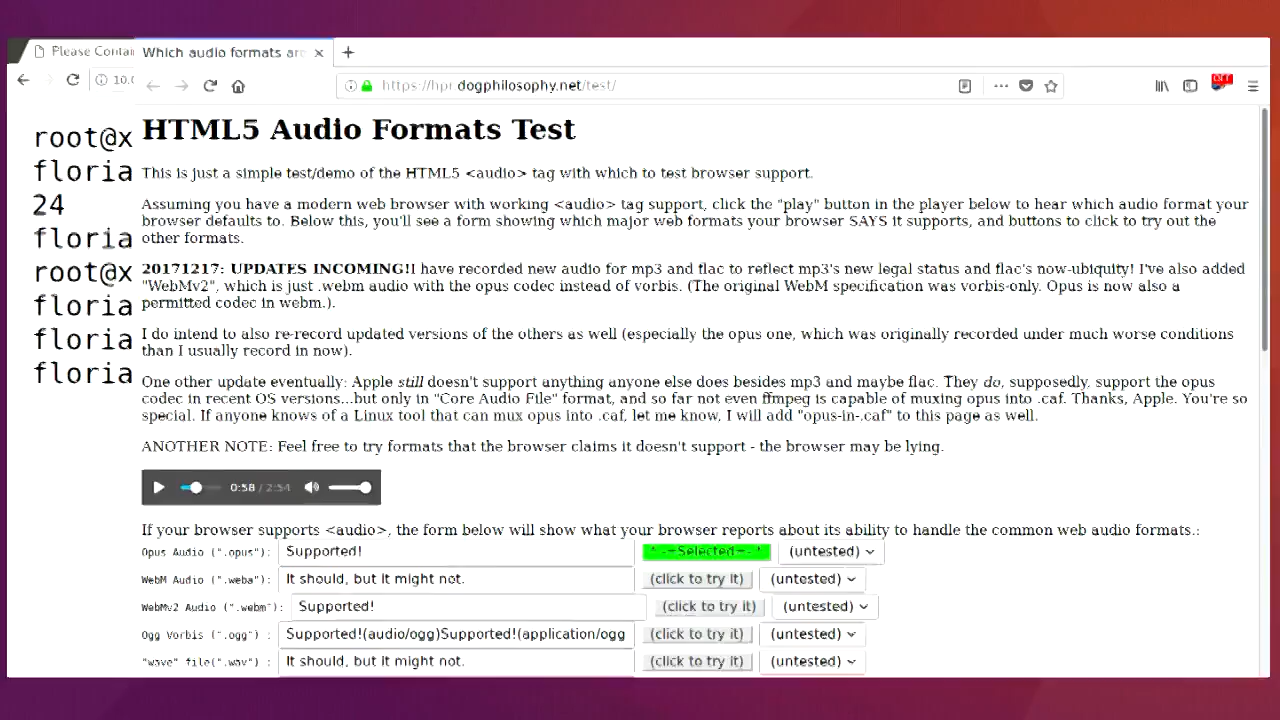 Please Contai
Which audio formats are
10.0
https://hpr.dogphilosophy.net/test/
OFF
root@x
floria
24
floria
root@x
floria
floria
floria
HTML5 Audio Formats Test
This is just a simple test/demo of the HTML5 <audio> tag with which to test browser support.
Assuming you have a modern web browser with working <audio> tag support, click the "play" button in the player below to hear which audio format your
browser defaults to. Below this, you'll see a form showing which major web formats your browser SAYS it supports, and buttons to click to try out the
other formats.
20171217: UPDATES INCOMING!I have recorded new audio for mp3 and flac to reflect mp3's new legal status and flac's now-ubiquity! I've also added
"WebMv2", which is just .webm audio with the opus codec instead of vorbis. (The original WebM specification was vorbis-only. Opus is now also a
permitted codec in webm.).
I do intend to also re-record updated versions of the others as well (especially the opus one, which was originally recorded under much worse conditions
than I usually record in now).
One other update eventually: Apple still doesn't support anything anyone else does besides mp3 and maybe flac. They do, supposedly, support the opus
codec in recent OS versions...but only in "Core Audio File" format, and so far not even ffmpeg is capable of muxing opus into .caf. Thanks, Apple. You're so
special. If anyone knows of a Linux tool that can mux opus into .caf, let me know, I will add "opus-in-.caf" to this page as well.
ANOTHER NOTE: Feel free to try formats that the browser claims it doesn't support - the browser may be lying.
0:58 / 2:54
If your browser supports <audio>, the form below will show what your browser reports about its ability to handle the common web audio formats.:
Opus Audio (".opus"): Supported! * -=Selected=- * (untested)
WebM Audio (".weba"): It should, but it might not. (click to try it) (untested)
WebMv2 Audio (".webm"): Supported! (click to try it) (untested)
Ogg Vorbis (".ogg") : Supported!(audio/ogg)Supported!(application/ogg (click to try it) (untested)
"wave" file(".wav") : It should, but it might not. (click to try it) (untested)